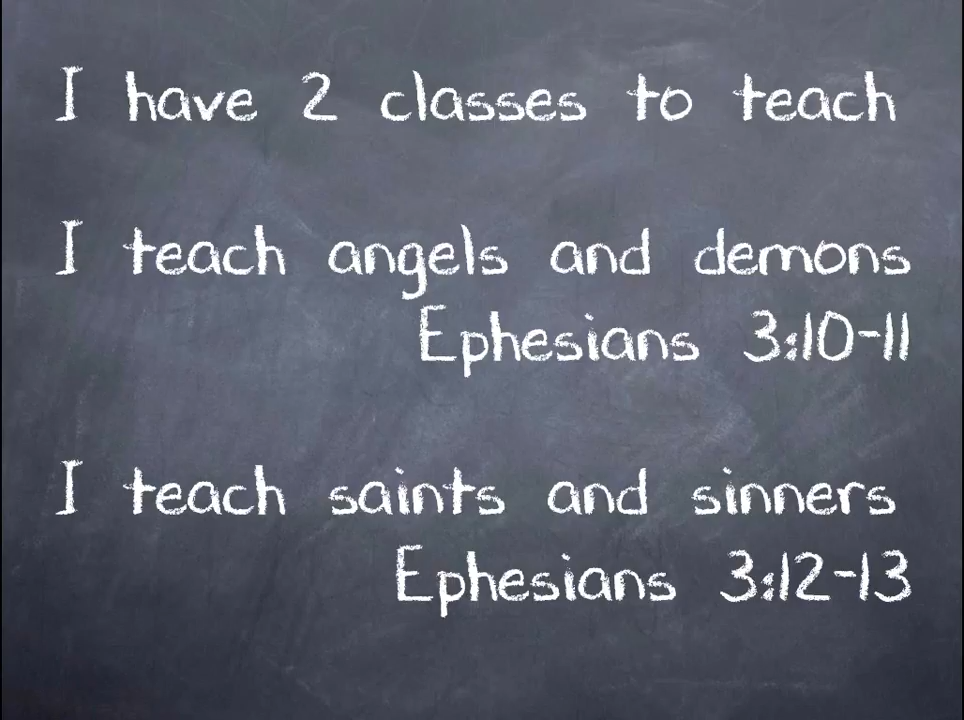 I have 2 classes to teach
I teach angels and demons
Ephesians 3:10-11
I teach saints and sinners
Ephesians 3:12-13